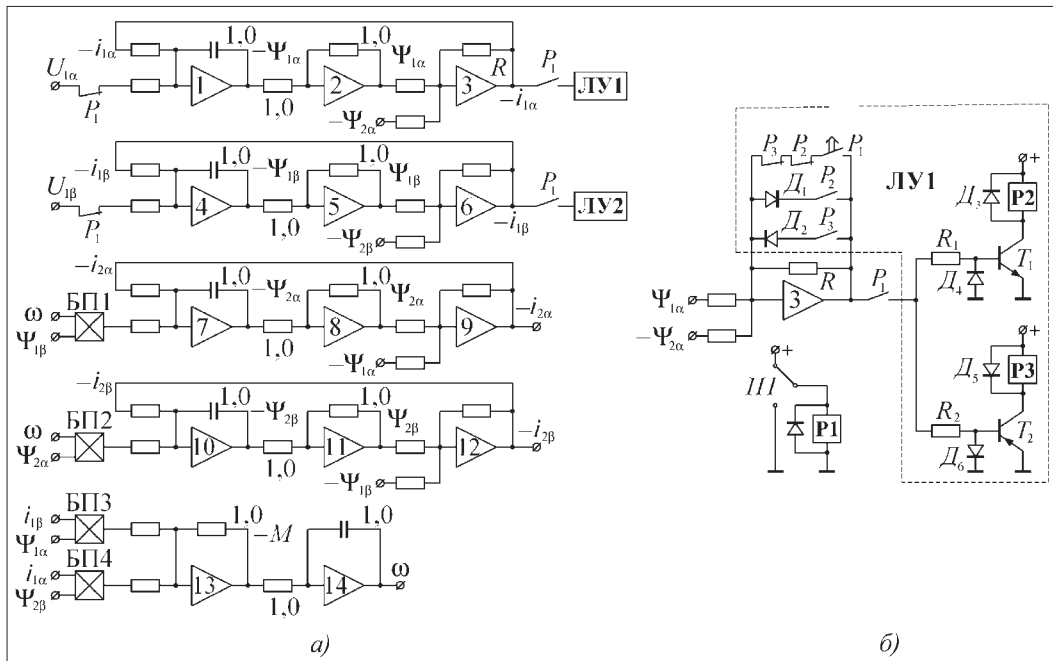 −i₁α 1,0 −Ψ₁α 1,0 Ψ₁α
U₁α P₁ 1 2 3 R P₁ ЛУ1
1,0 −i₁α
−Ψ₂α
−i₁β 1,0 −Ψ₁β 1,0 Ψ₁β
U₁β P₁ 4 5 6 P₁ ЛУ2
1,0 −i₁β
−Ψ₂β
−i₂α 1,0 −Ψ₂α 1,0 Ψ₂α
ω БП1 −i₂α
Ψ₁β 7 8 9
1,0 −Ψ₁α
−i₂β 1,0 −Ψ₂β 1,0 Ψ₂β
ω БП2 −i₂β
Ψ₂α 10 11 12
1,0 −Ψ₁β
i₁β БП3 1,0 −M 1,0
Ψ₁α
i₁α БП4 13 14 ω
Ψ₂β 1,0
а)
P₃ P₂ P₁
Д₁ P₂
Д₂ P₃
ЛУ1
R
Ψ₁α 3 P₁
−Ψ₂α
+
Ш1
P1
+
Д₃ P2
R₁ T₁
Д₄
+
Д₅ P3
R₂ T₂
Д₆
б)